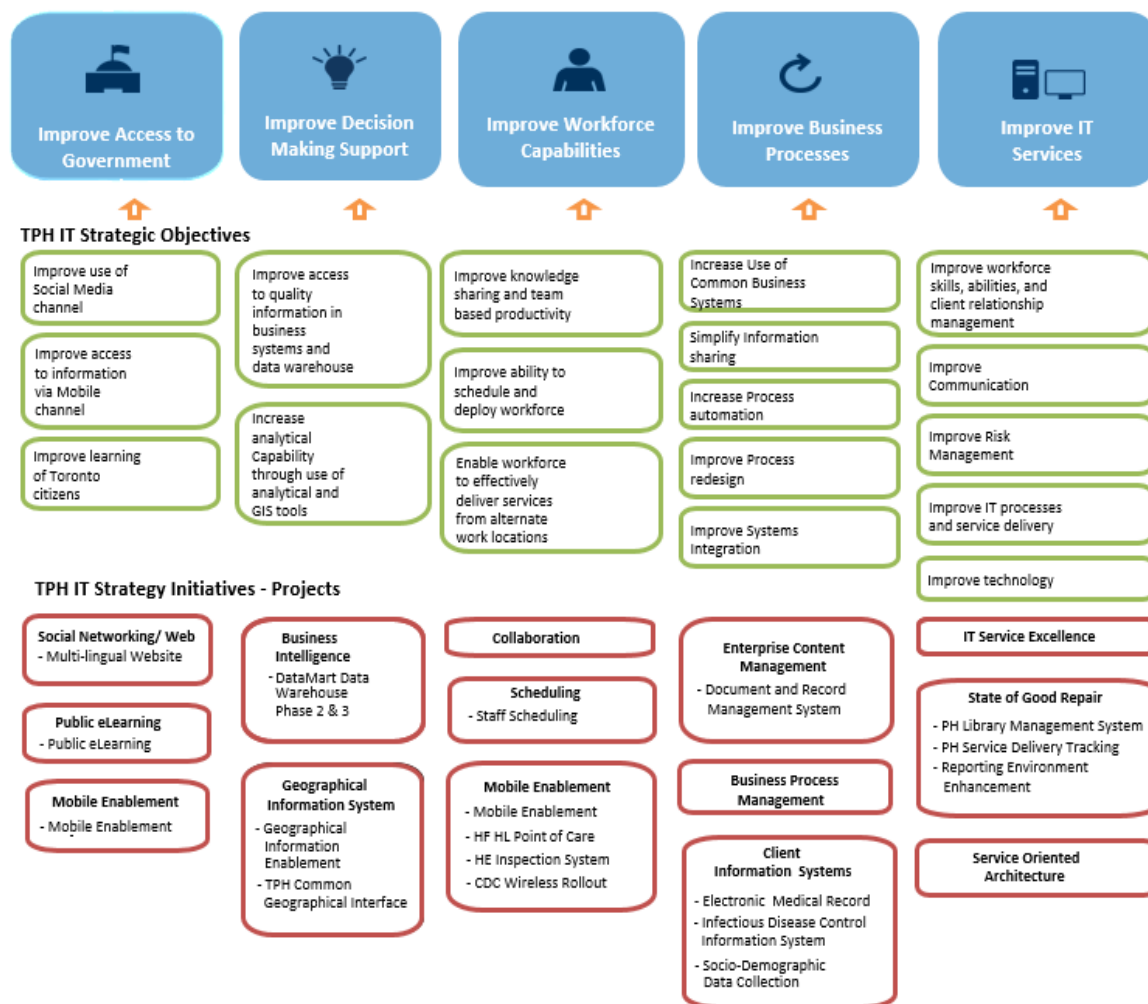 Improve Access to
Government
Improve Decision
Making Support
Improve Workforce
Capabilities
Improve Business
Processes
Improve IT
Services
TPH IT Strategic Objectives
Improve use of
Social Media
channel
Improve access
to information
via Mobile
channel
Improve learning
of Toronto
citizens
Improve access
to quality
information in
business
systems and
data warehouse
Increase
analytical
Capability
through use of
analytical and
GIS tools
Improve knowledge
sharing and team
based productivity
Improve ability to
schedule and
deploy workforce
Enable workforce
to effectively
deliver services
from alternate
work locations
Increase Use of
Common Business
Systems
Simplify Information
sharing
Increase Process
automation
Improve Process
redesign
Improve Systems
Integration
Improve workforce
skills, abilities, and
client relationship
management
Improve
Communication
Improve Risk
Management
Improve IT processes
and service delivery
Improve technology
TPH IT Strategy Initiatives - Projects
Social Networking/ Web
- Multi-lingual Website
Public eLearning
- Public eLearning
Mobile Enablement
- Mobile Enablement
Business
Intelligence
- DataMart Data
Warehouse
Phase 2 & 3
Geographical
Information System
- Geographical
Information
Enablement
- TPH Common
Geographical Interface
Collaboration
Scheduling
- Staff Scheduling
Mobile Enablement
- Mobile Enablement
- HF HL Point of Care
- HE Inspection System
- CDC Wireless Rollout
Enterprise Content
Management
- Document and Record
Management System
Business Process
Management
Client
Information Systems
- Electronic Medical Record
- Infectious Disease Control
Information System
- Socio-Demographic
Data Collection
IT Service Excellence
State of Good Repair
- PH Library Management System
- PH Service Delivery Tracking
- Reporting Environment
Enhancement
Service Oriented
Architecture